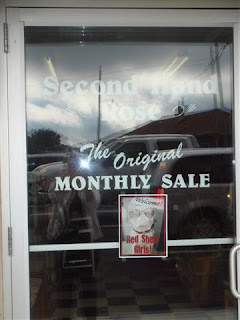 Second Hand
Rose
The Original
MONTHLY SALE
Welcome!
Red Shoe
Girls!